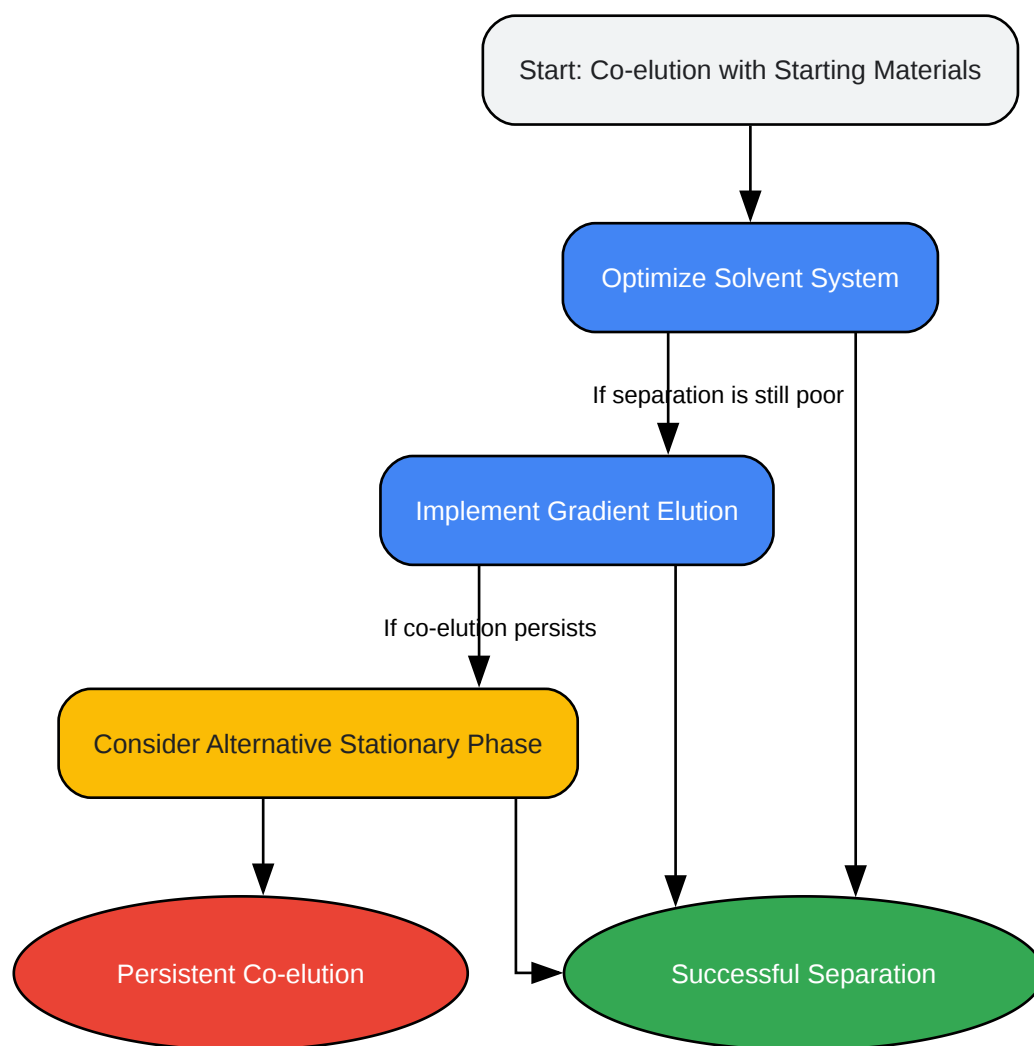 Start: Co-elution with Starting Materials
Optimize Solvent System
If separation is still poor
Implement Gradient Elution
If co-elution persists
Consider Alternative Stationary Phase
Persistent Co-elution
Successful Separation